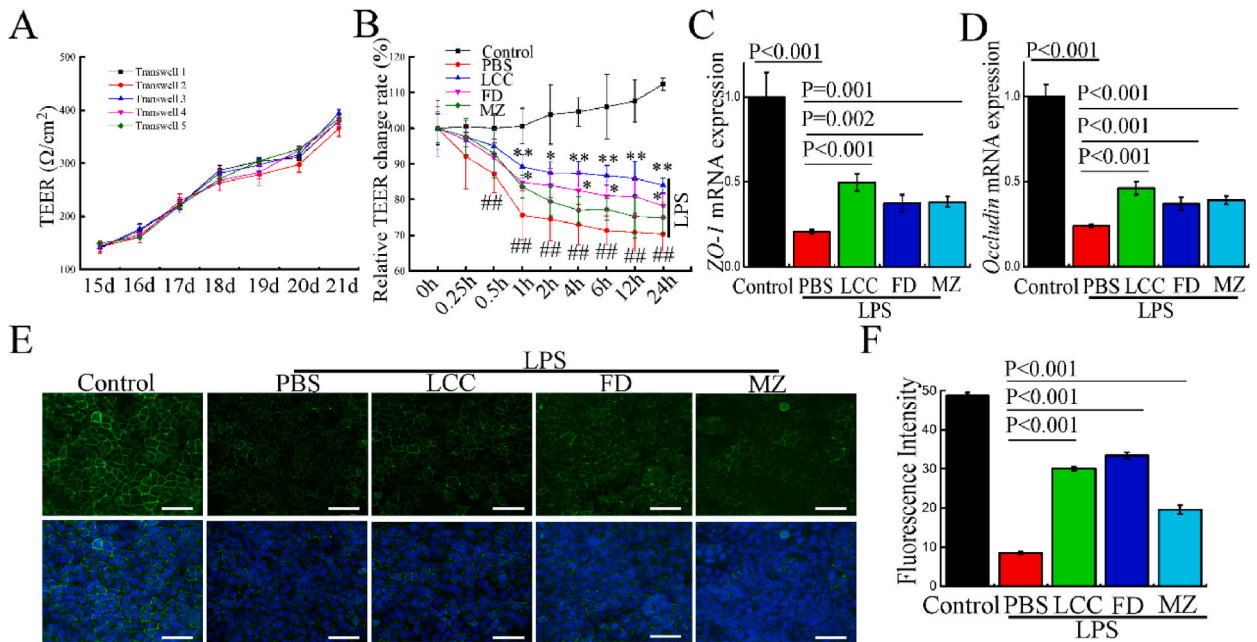 A
500
400
300
200
100
TEER (Ω/cm²)
Transwell 1
Transwell 2
Transwell 3
Transwell 4
Transwell 5
15d 16d 17d 18d 19d 20d 21d
B
Relative TEER change rate (%)
120
110
100
90
80
70
60
Control
PBS
LCC
FD
MZ
** * ** ** ** **
* * * *
##
## ## ## ## ## ##
LPS
0h 0.25h 0.5h 1h 2h 4h 6h 12h 24h
C
ZO-1 mRNA expression
1.0
0.5
0.0
P<0.001
P=0.001
P=0.002
P<0.001
Control PBS LCC FD MZ
LPS
D
Occludin mRNA expression
1.0
0.5
0.0
P<0.001
P<0.001
P<0.001
P<0.001
Control PBS LCC FD MZ
LPS
E
LPS
Control PBS LCC FD MZ
F
Fluorescence Intensity
50
40
30
20
10
0
P<0.001
P<0.001
P<0.001
Control PBS LCC FD MZ
LPS